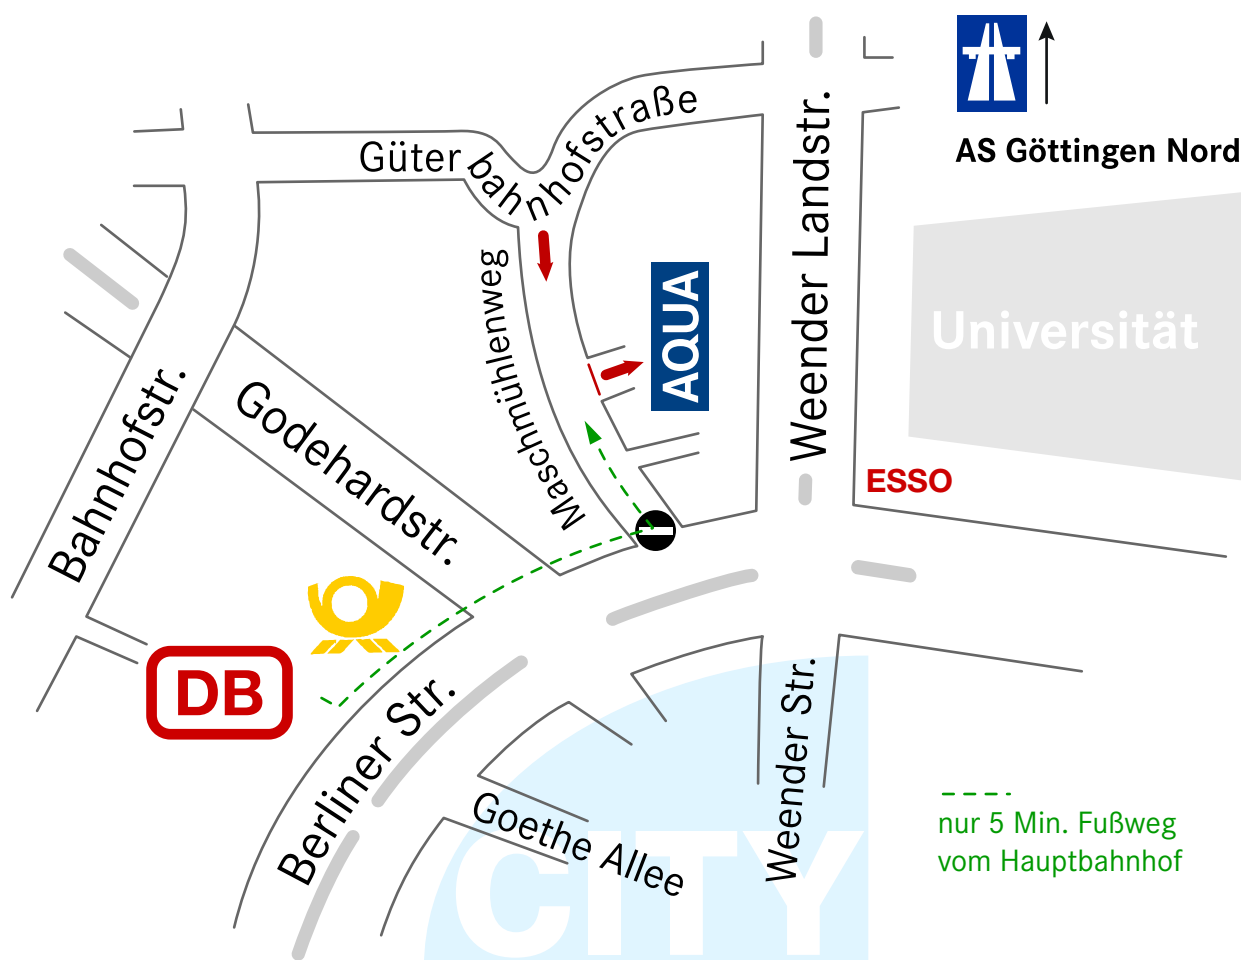 AS Göttingen Nord
Güterbahnhofstraße
Weender Landstr.
Maschmühlenweg
AQUA
Universität
Bahnhofstr.
Godehardstr.
ESSO
DB
Berliner Str.
Weender Str.
Goethe Allee
CITY
nur 5 Min. Fußweg
vom Hauptbahnhof